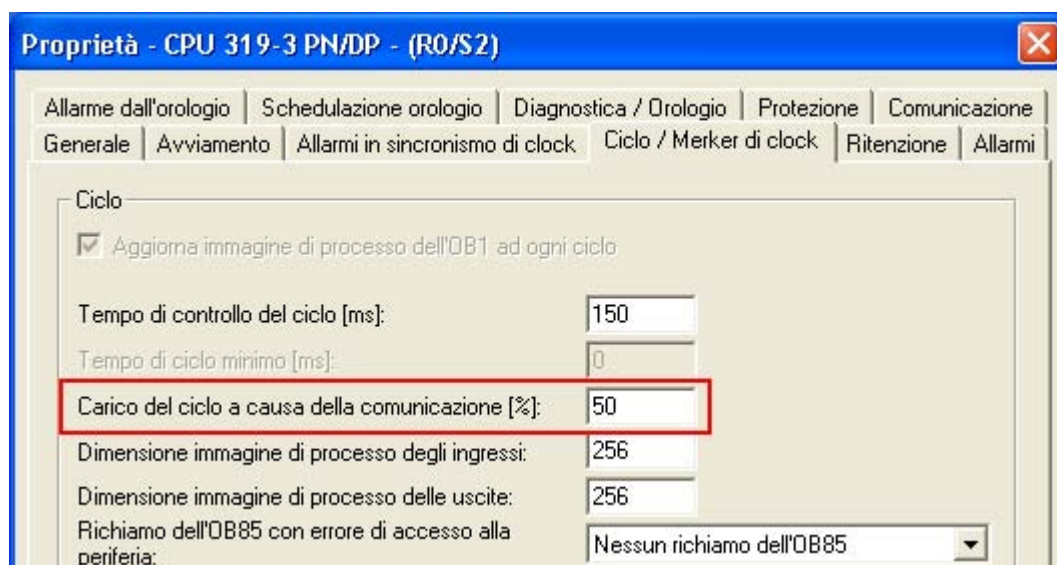 Proprietà - CPU 319-3 PN/DP - (R0/S2)
Allarme dall'orologio Schedulazione orologio Diagnostica / Orologio Protezione Comunicazione
Generale Avviamento Allarmi in sincronismo di clock Ciclo / Merker di clock Ritenzione Allarmi
Ciclo
Aggiorna immagine di processo dell'OB1 ad ogni ciclo
Tempo di controllo del ciclo [ms]: 150
Tempo di ciclo minimo [ms]: 0
Carico del ciclo a causa della comunicazione [%]: 50
Dimensione immagine di processo degli ingressi: 256
Dimensione immagine di processo delle uscite: 256
Richiamo dell'OB85 con errore di accesso alla
periferia: Nessun richiamo dell'OB85